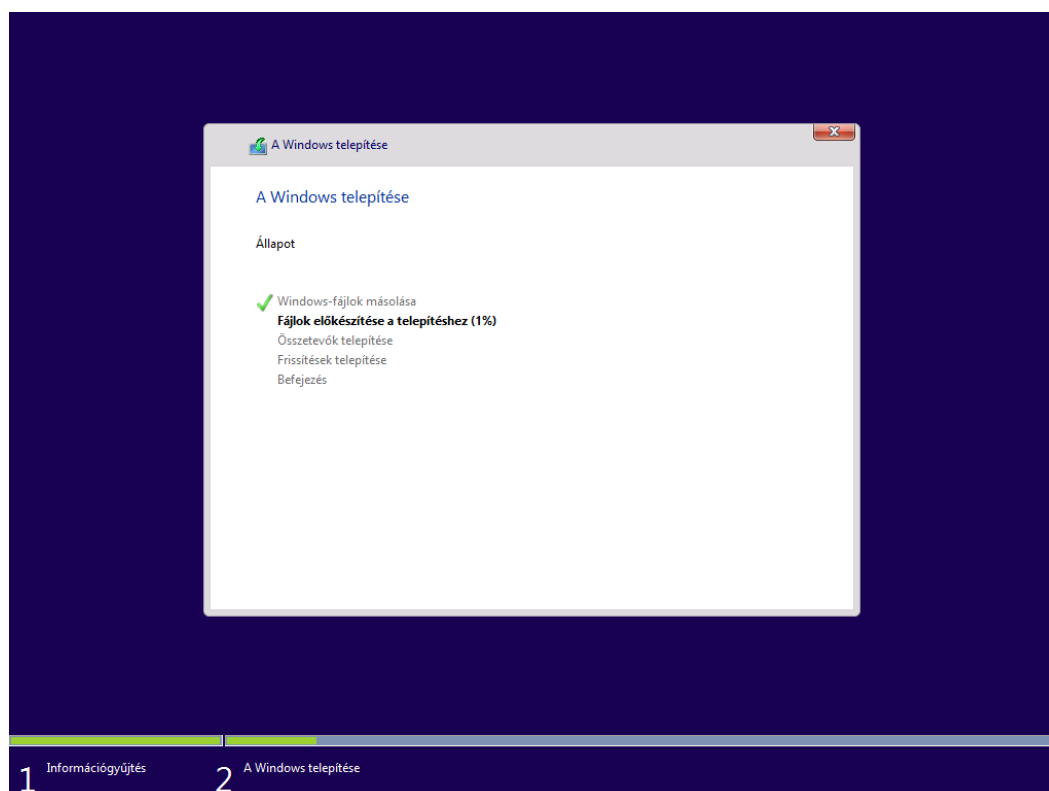 A Windows telepítése
A Windows telepítése
Állapot
Windows-fájlok másolása
Fájlok előkészítése a telepítéshez (1%)
Összetevők telepítése
Frissítések telepítése
Befejezés
1 Információgyűjtés
2 A Windows telepítése